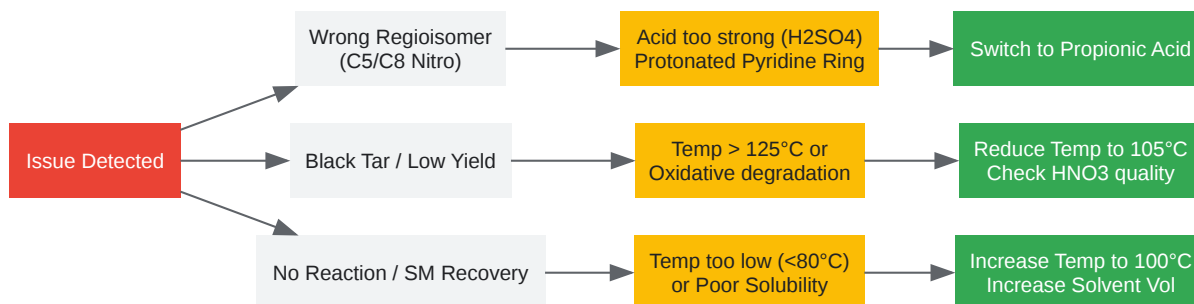 Issue Detected
Wrong Regioisomer
(C5/C8 Nitro)
Acid too strong (H2SO4)
Protonated Pyridine Ring
Switch to Propionic Acid
Black Tar / Low Yield
Temp > 125°C or
Oxidative degradation
Reduce Temp to 105°C
Check HNO3 quality
No Reaction / SM Recovery
Temp too low (<80°C)
or Poor Solubility
Increase Temp to 100°C
Increase Solvent Vol